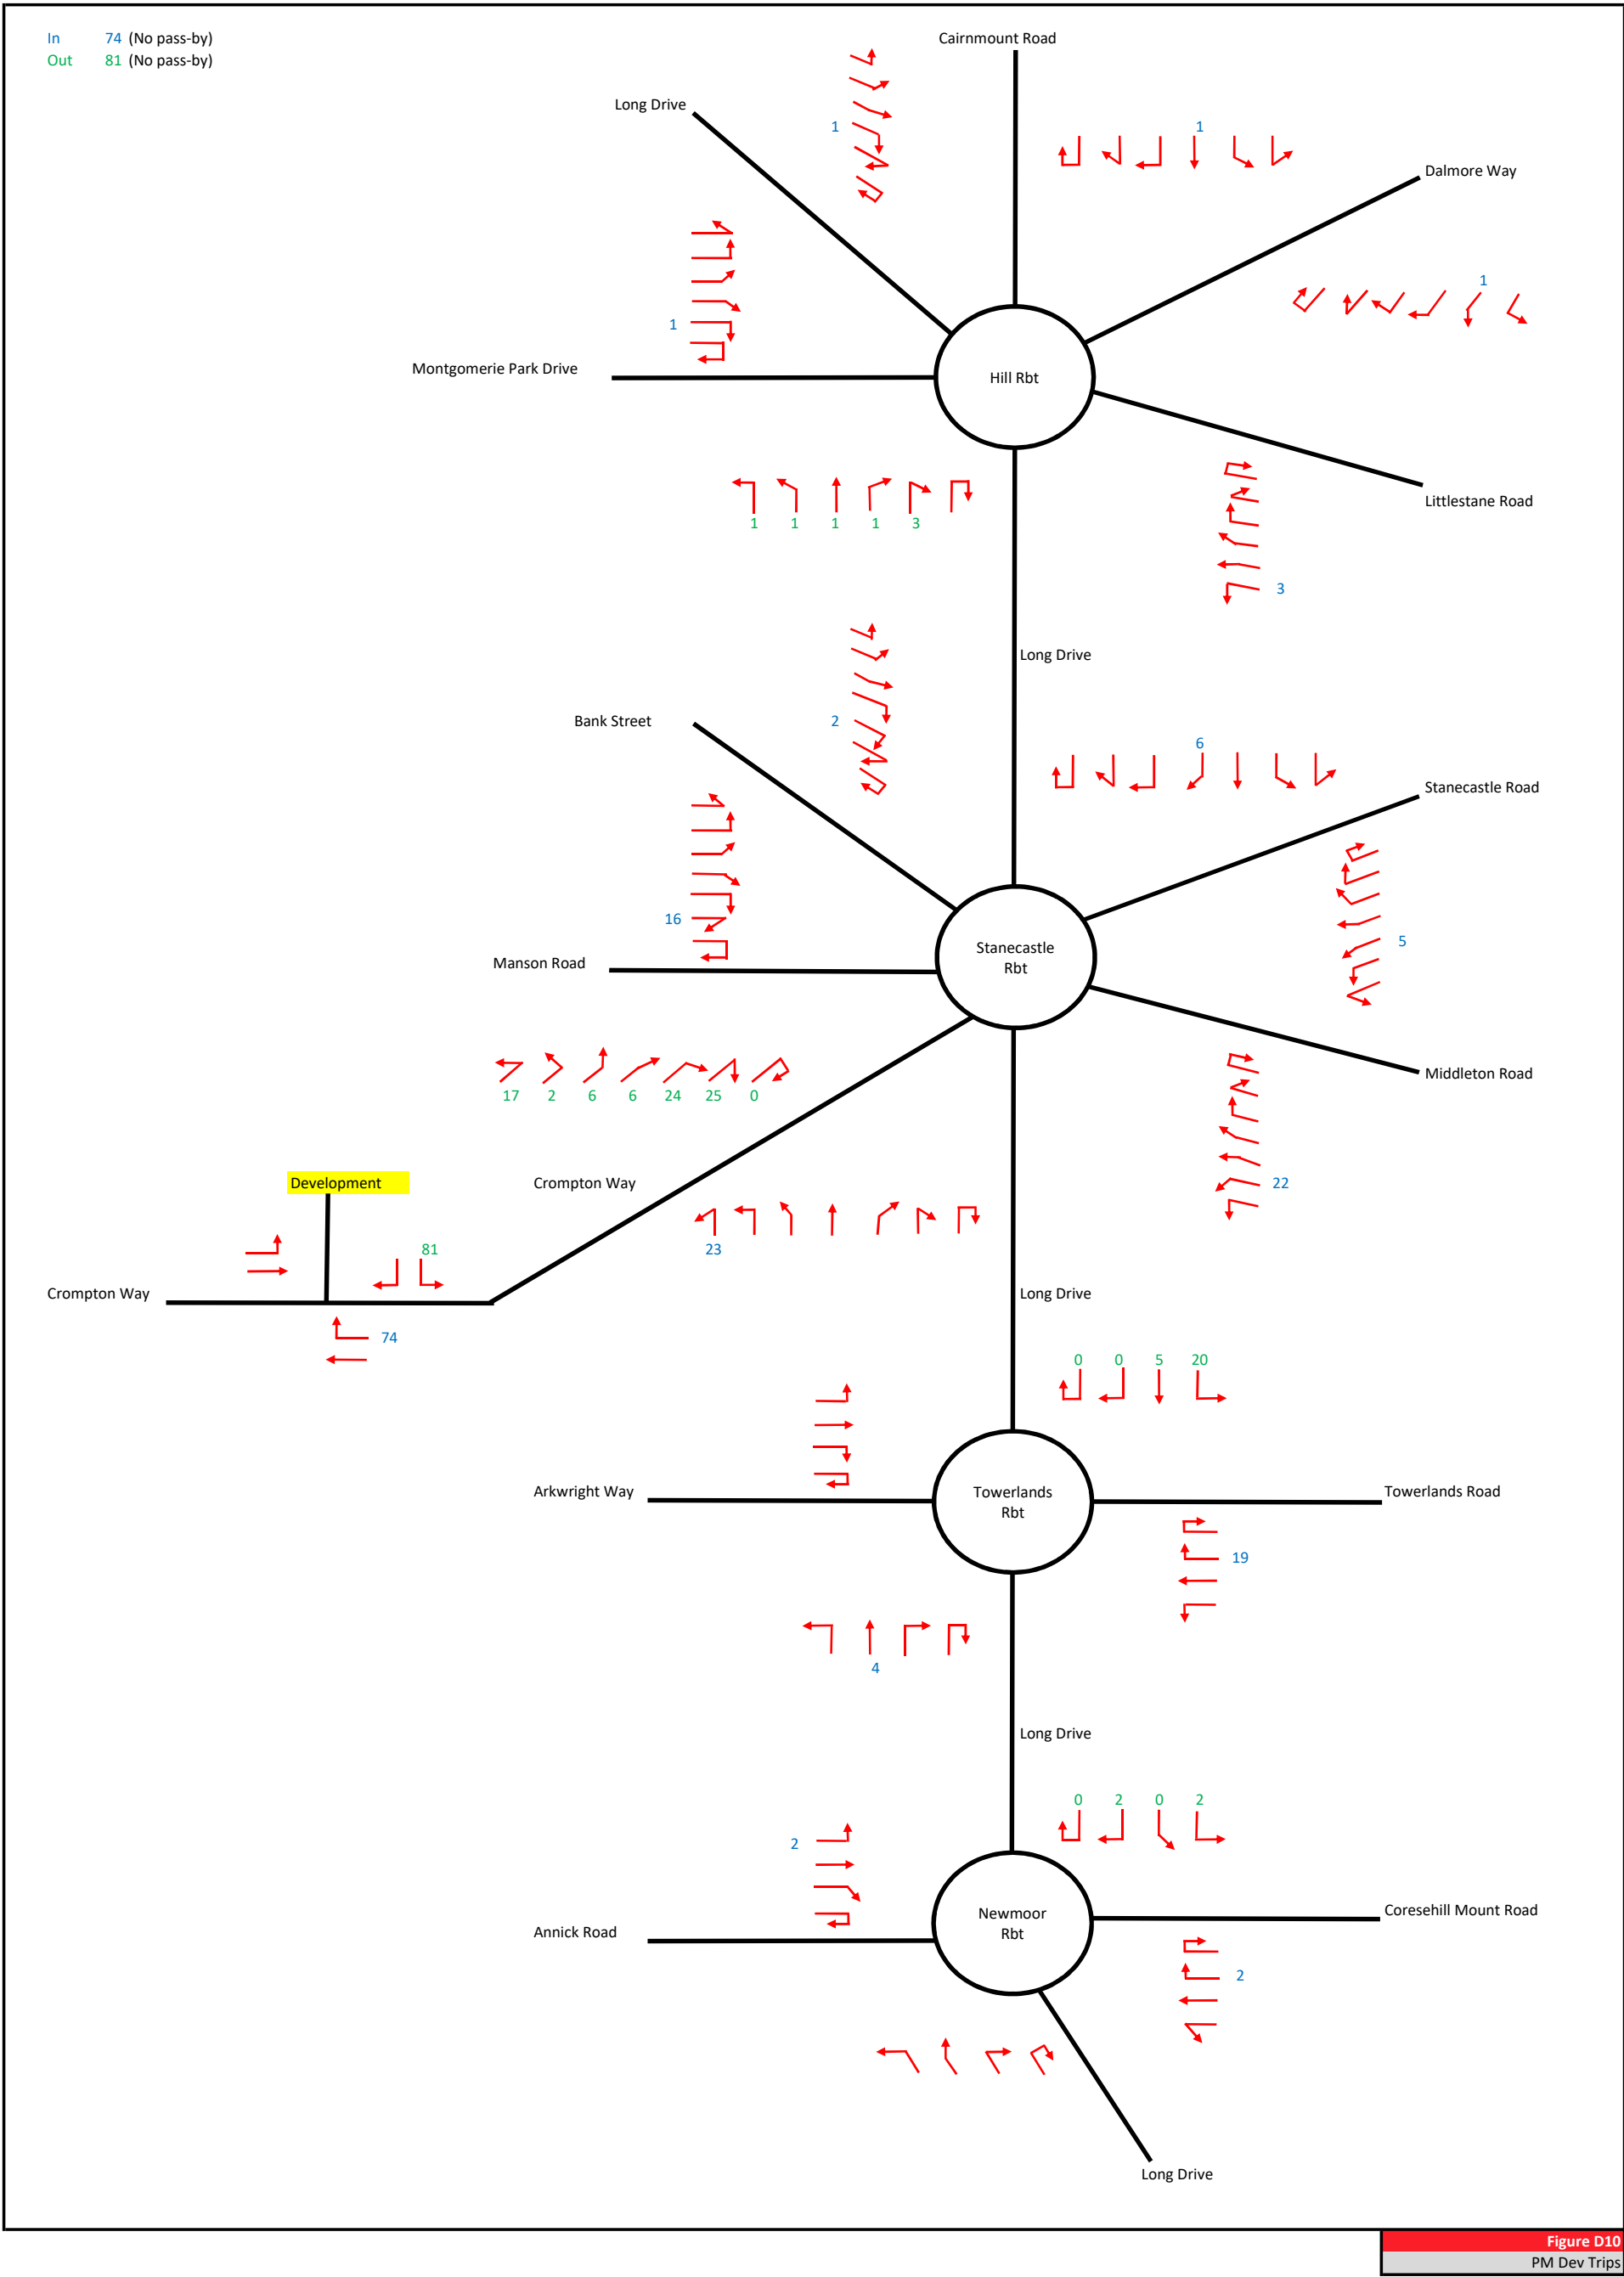 In 74 (No pass-by)
Out 81 (No pass-by)
Cairnmount Road
Long Drive
1
1
Dalmore Way
1
1
Montgomerie Park Drive
Hill Rbt
Littlestane Road
1 1 1 1 3
3
Long Drive
Bank Street
2
6
Stanecastle Road
16
5
Manson Road
Stanecastle
Rbt
Middleton Road
17 2 6 6 24 25 0
Development
Crompton Way
22
23
81
Crompton Way
Long Drive
74
0 0 5 20
Arkwright Way
Towerlands
Rbt
Towerlands Road
19
4
Long Drive
0 2 0 2
2
Annick Road
Newmoor
Rbt
Coresehill Mount Road
2
Long Drive
Figure D10
PM Dev Trips